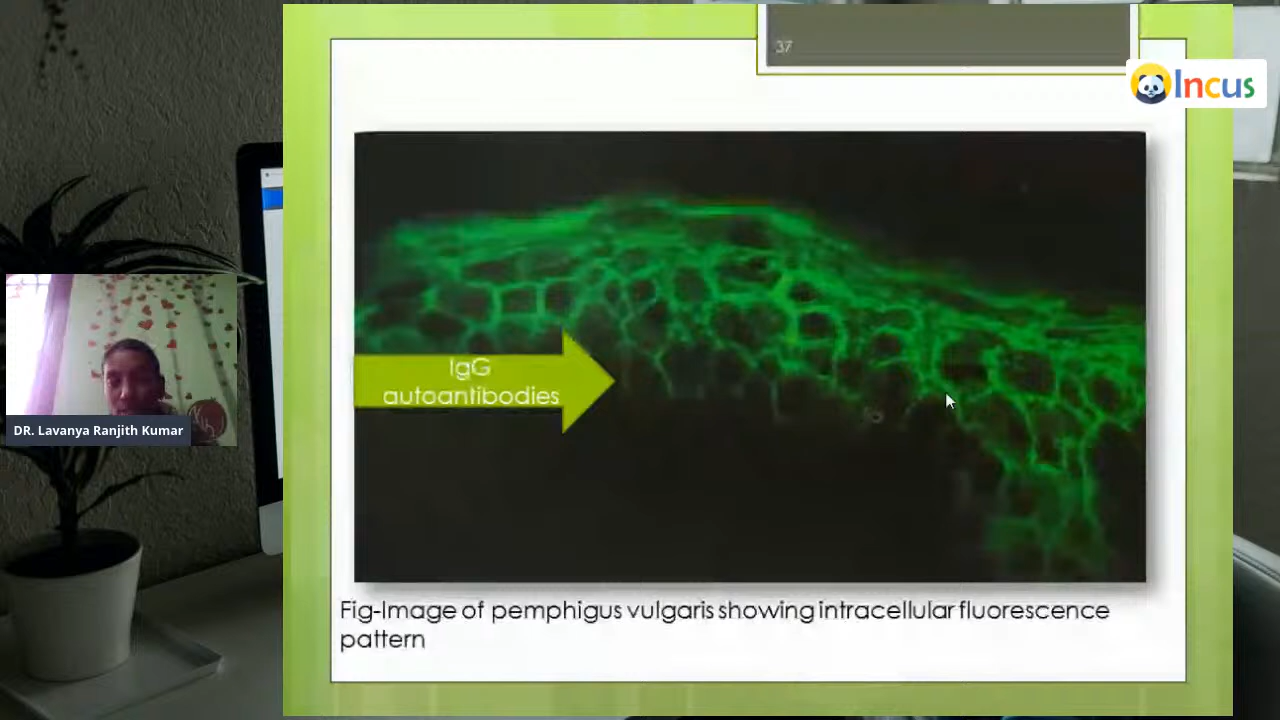 37
Incus
IgG
autoantibodies
DR. Lavanya Ranjith Kumar
Fig-Image of pemphigus vulgaris showing intracellular fluorescence
pattern